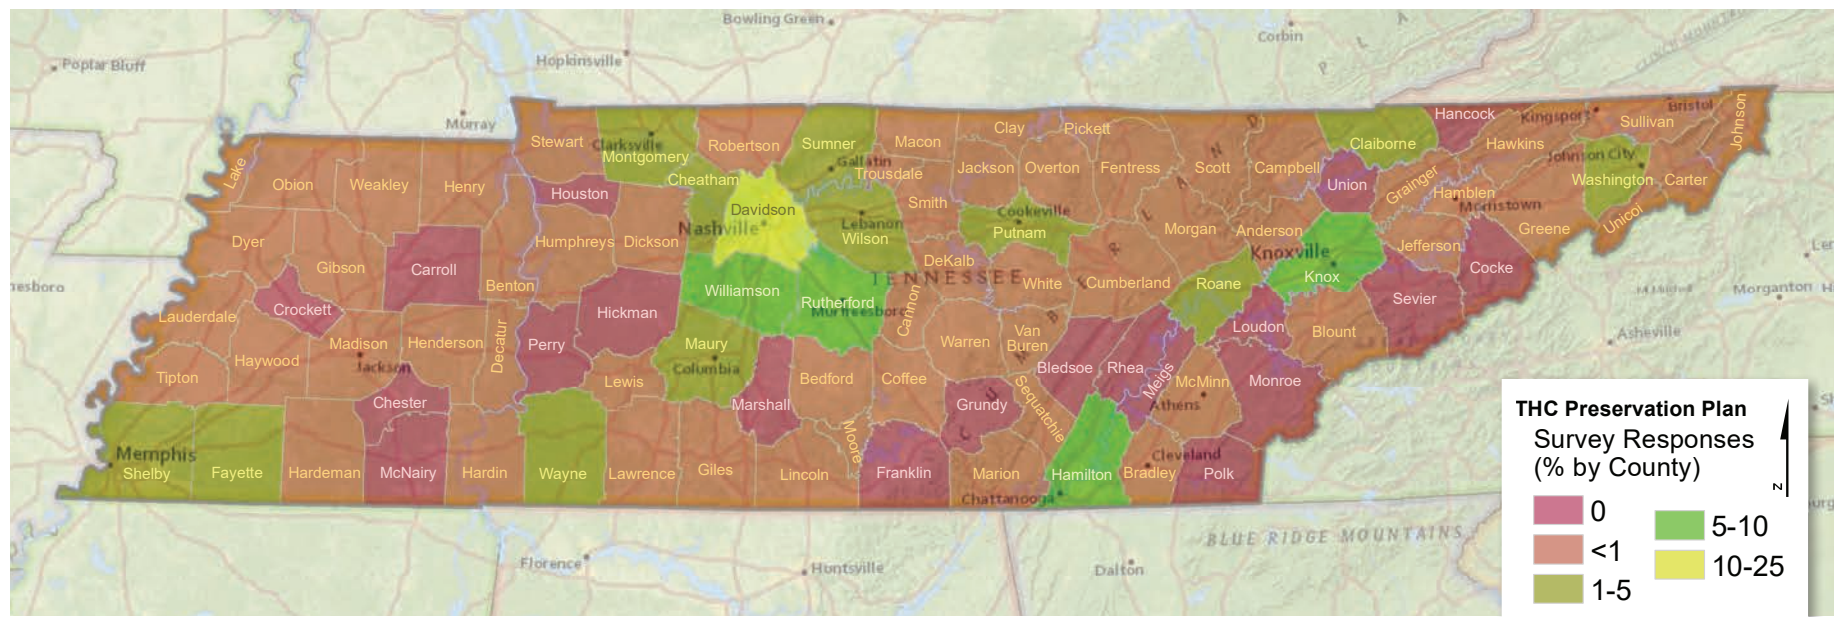 Bowling Green
Corbin
Poplar Bluff
Hopkinsville
Murray
Hancock
Kingsport
Bristol
Johnson
Sullivan
Stewart
Clarksville
Montgomery
Robertson
Sumner
Macon
Clay
Pickett
Claiborne
Hawkins
Johnson City
Gallatin
Trousdale
Jackson
Overton
Fentress
Scott
Campbell
Lake
Obion
Weakley
Henry
Houston
Cheatham
Union
Grainger
Hamblen
Morristown
Washington
Carter
Davidson
Nashville
Lebanon
Wilson
Smith
Cookeville
Putnam
Morgan
Anderson
Knoxville
Jefferson
Greene
Unicoi
Dyer
Gibson
Carroll
Humphreys
Dickson
Benton
Williamson
Rutherford
Murfreesboro
TENNESSEE
DeKalb
White
Cumberland
Roane
Knox
Sevier
Cocke
nesboro
Morganton
Asheville
Lauderdale
Crockett
Hickman
Cannon
Loudon
Blount
Madison
Jackson
Henderson
Decatur
Perry
Maury
Columbia
Warren
Van
Buren
Haywood
Tipton
Lewis
Bedford
Coffee
Bledsoe
Rhea
Meigs
McMinn
Athens
Monroe
Chester
Marshall
Grundy
Sequatchie
Moore
Memphis
Shelby
Fayette
Hardeman
McNairy
Hardin
Wayne
Lawrence
Giles
Lincoln
Franklin
Marion
Chattanooga
Hamilton
Bradley
Cleveland
Polk
Florence
Huntsville
Dalton
BLUE RIDGE MOUNTAINS
THC Preservation Plan
Survey Responses
(% by County)
N
0
<1
1-5
5-10
10-25